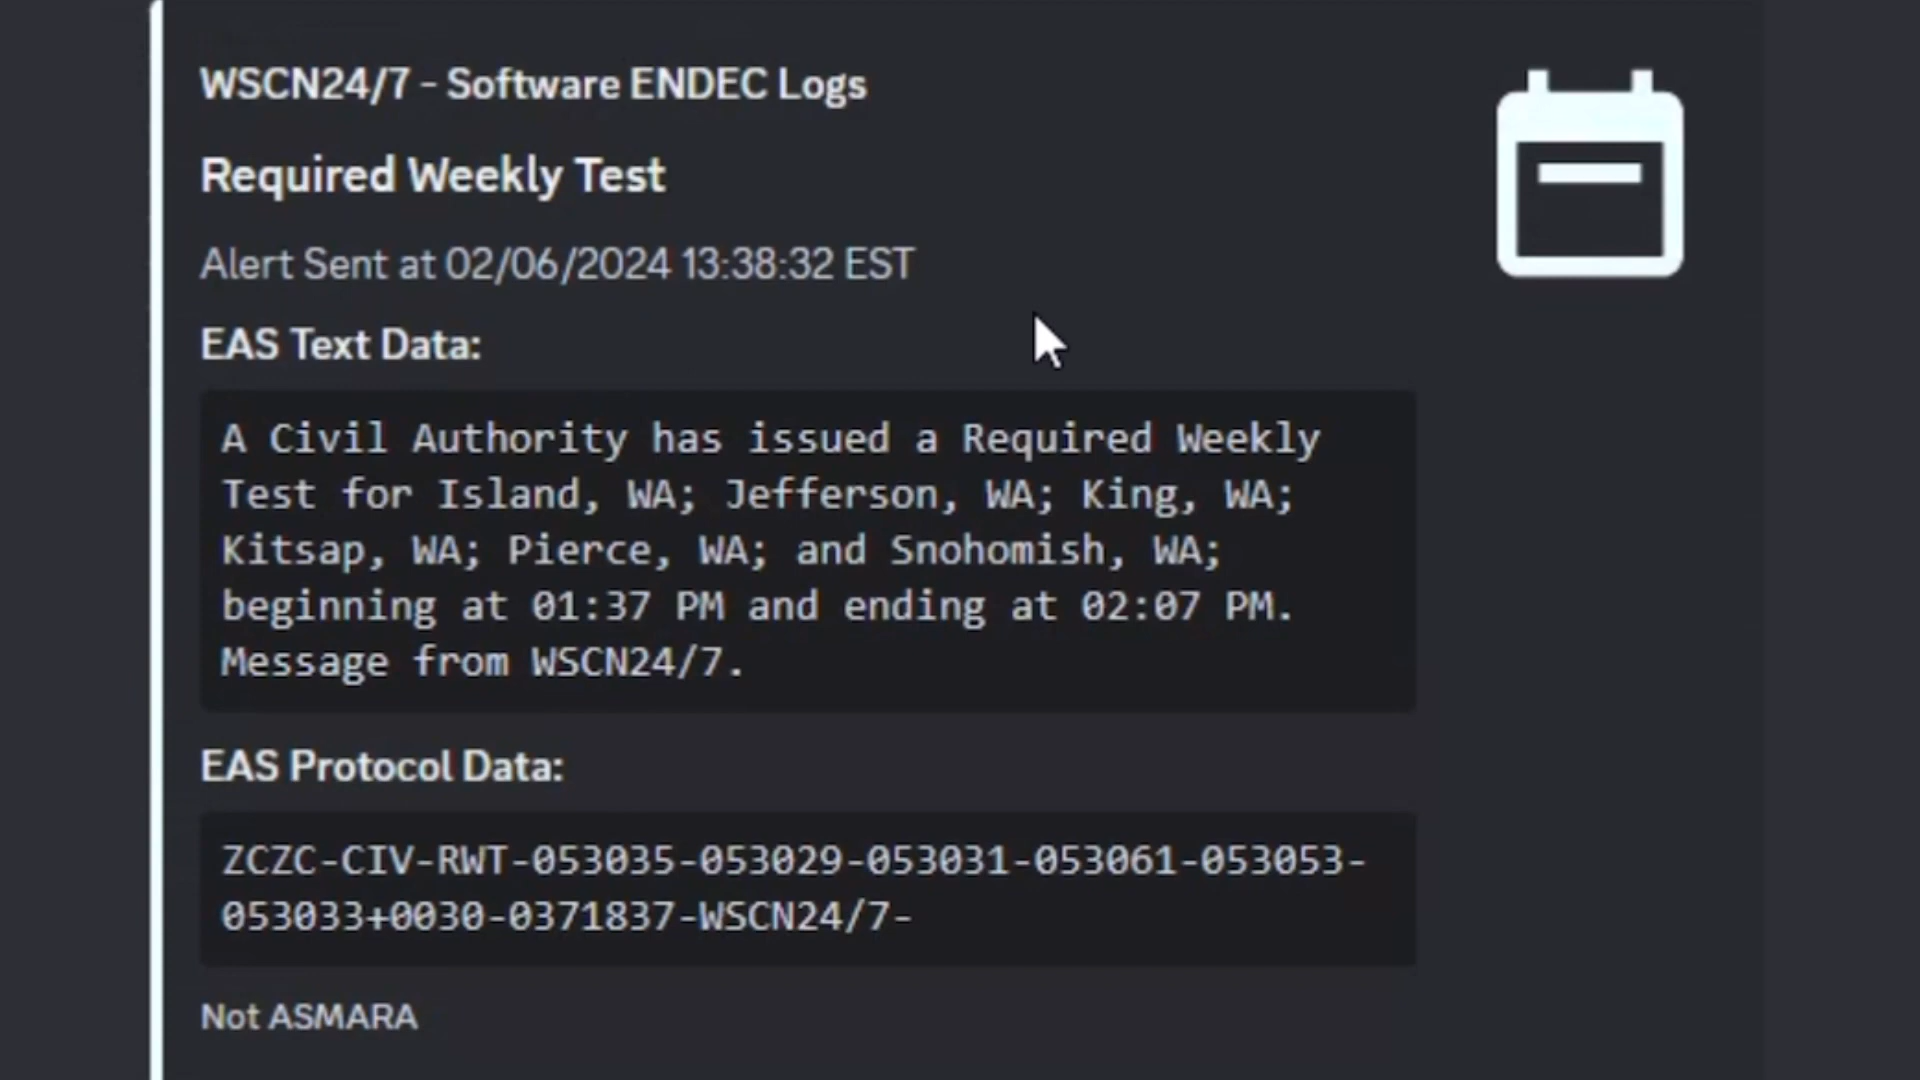 WSCN24/7 - Software ENDEC Logs
Required Weekly Test
Alert Sent at 02/06/2024 13:38:32 EST
EAS Text Data:
A Civil Authority has issued a Required Weekly
Test for Island, WA; Jefferson, WA; King, WA;
Kitsap, WA; Pierce, WA; and Snohomish, WA;
beginning at 01:37 PM and ending at 02:07 PM.
Message from WSCN24/7.
EAS Protocol Data:
ZCZC-CIV-RWT-053035-053029-053031-053061-053053-
053033+0030-0371837-WSCN24/7-
Not ASMARA